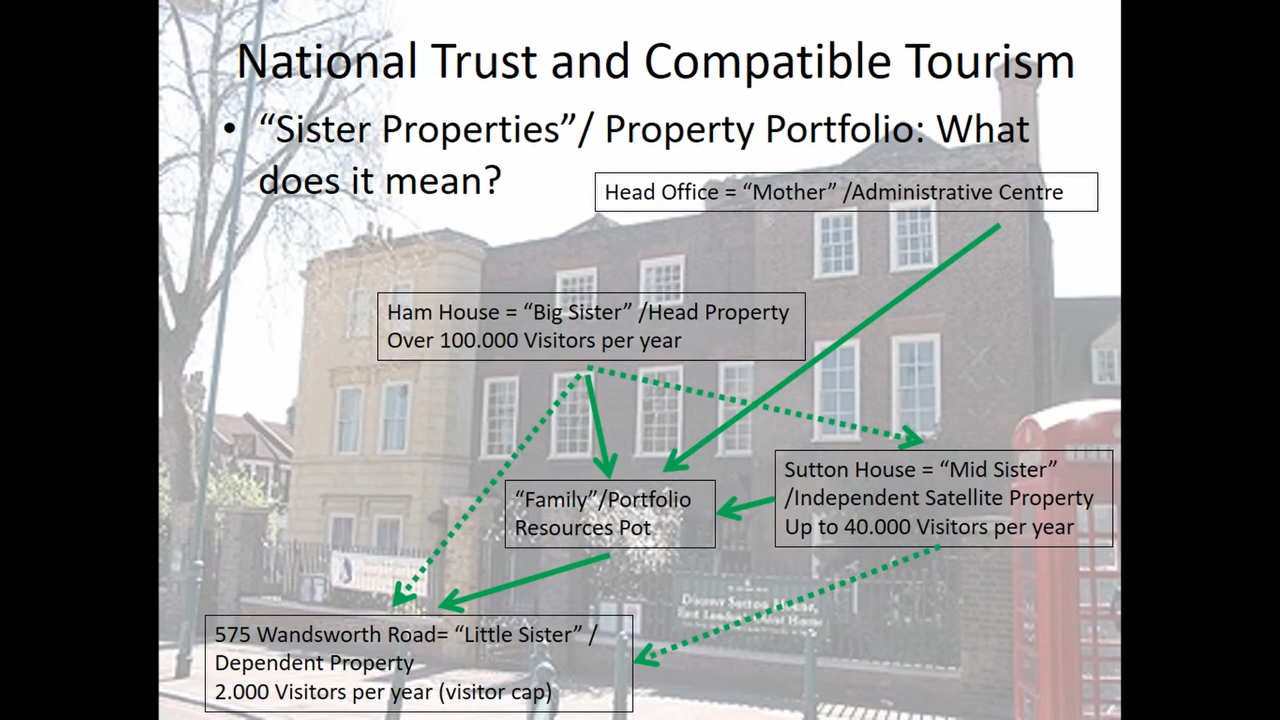 National Trust and Compatible Tourism
• “Sister Properties”/ Property Portfolio: What
does it mean?
Head Office = “Mother” /Administrative Centre
Ham House = “Big Sister” /Head Property
Over 100.000 Visitors per year
Sutton House = “Mid Sister”
/Independent Satellite Property
Up to 40.000 Visitors per year
“Family”/Portfolio
Resources Pot
575 Wandsworth Road= “Little Sister” /
Dependent Property
2.000 Visitors per year (visitor cap)